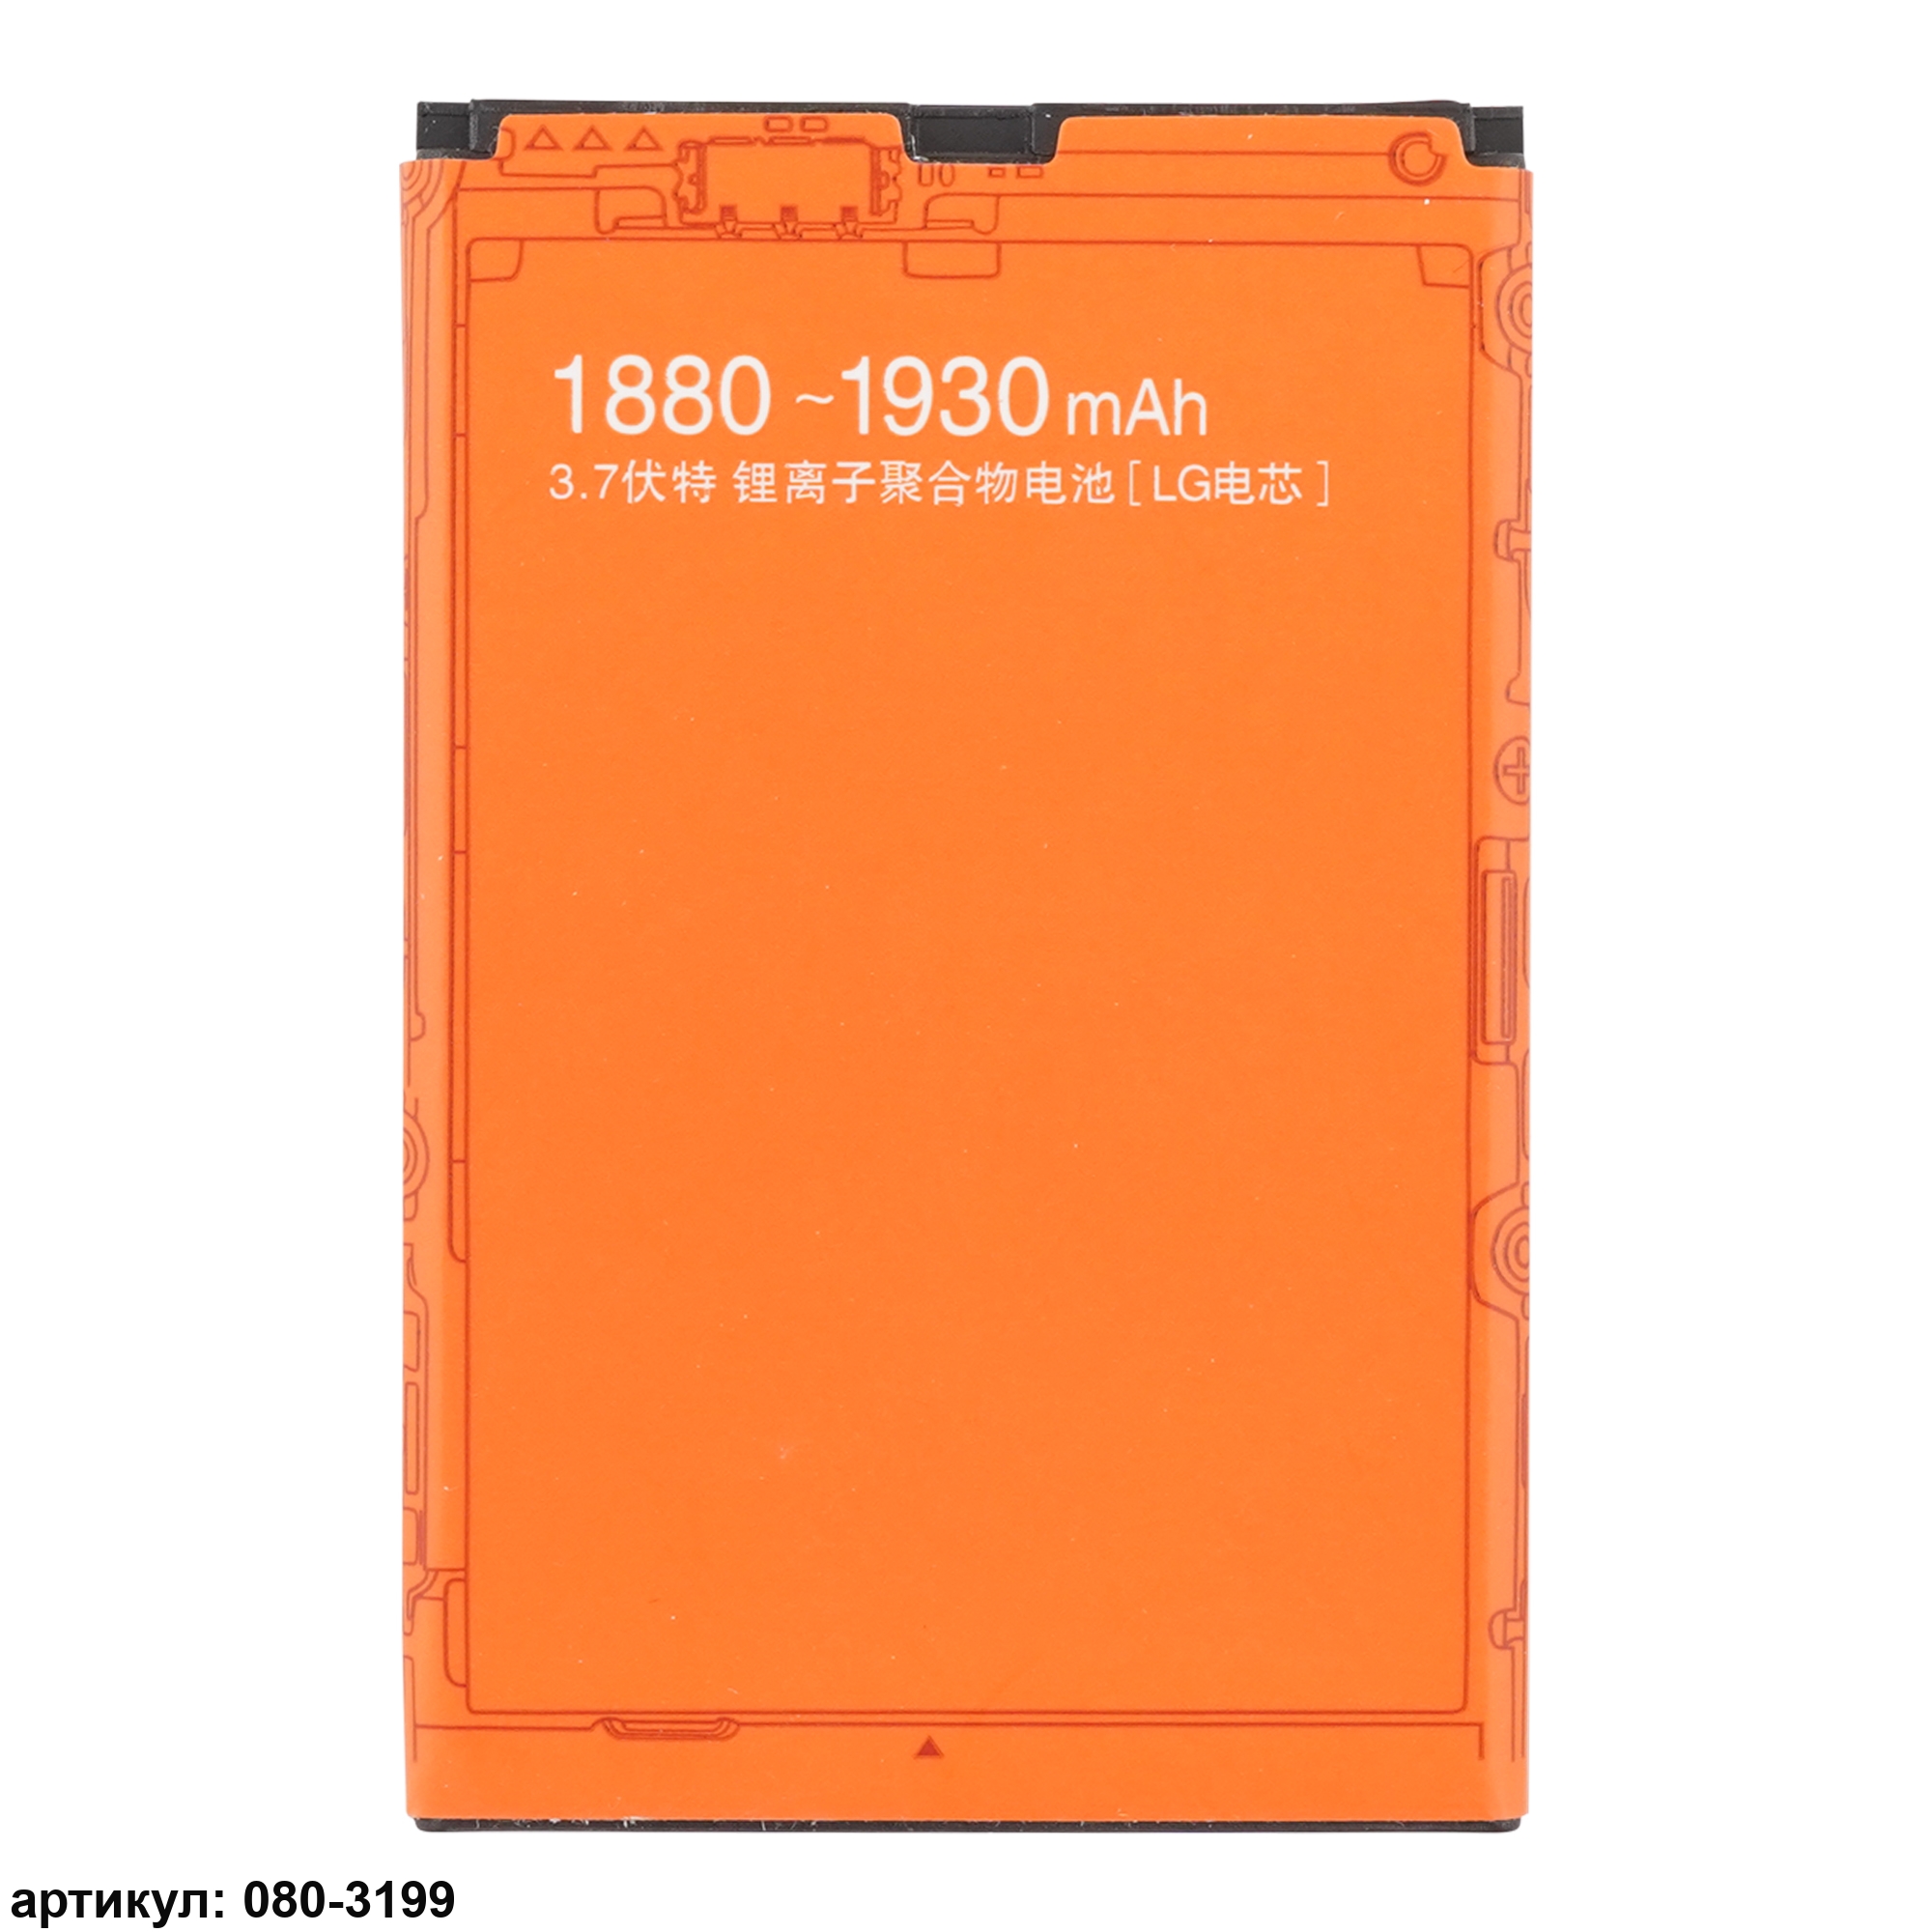 1880 ~1930 mAh
3.7伏特 锂离子聚合物电池 [ LG电芯 ]
артикул: 080-3199